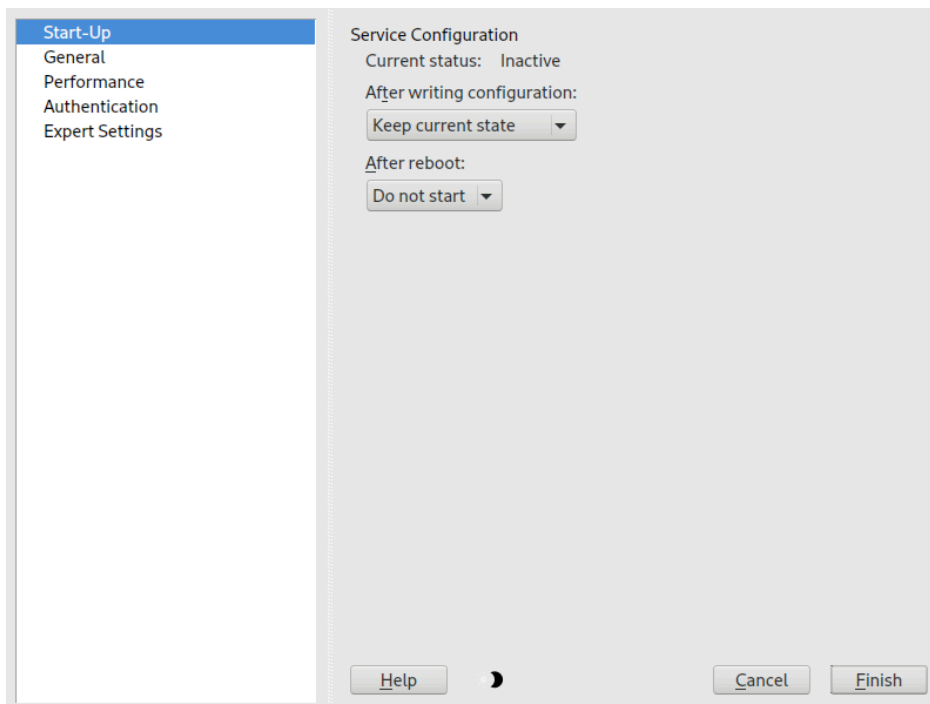 Start-Up
General
Performance
Authentication
Expert Settings
Service Configuration
Current status: Inactive
After writing configuration:
Keep current state
After reboot:
Do not start
Help
Cancel
Finish